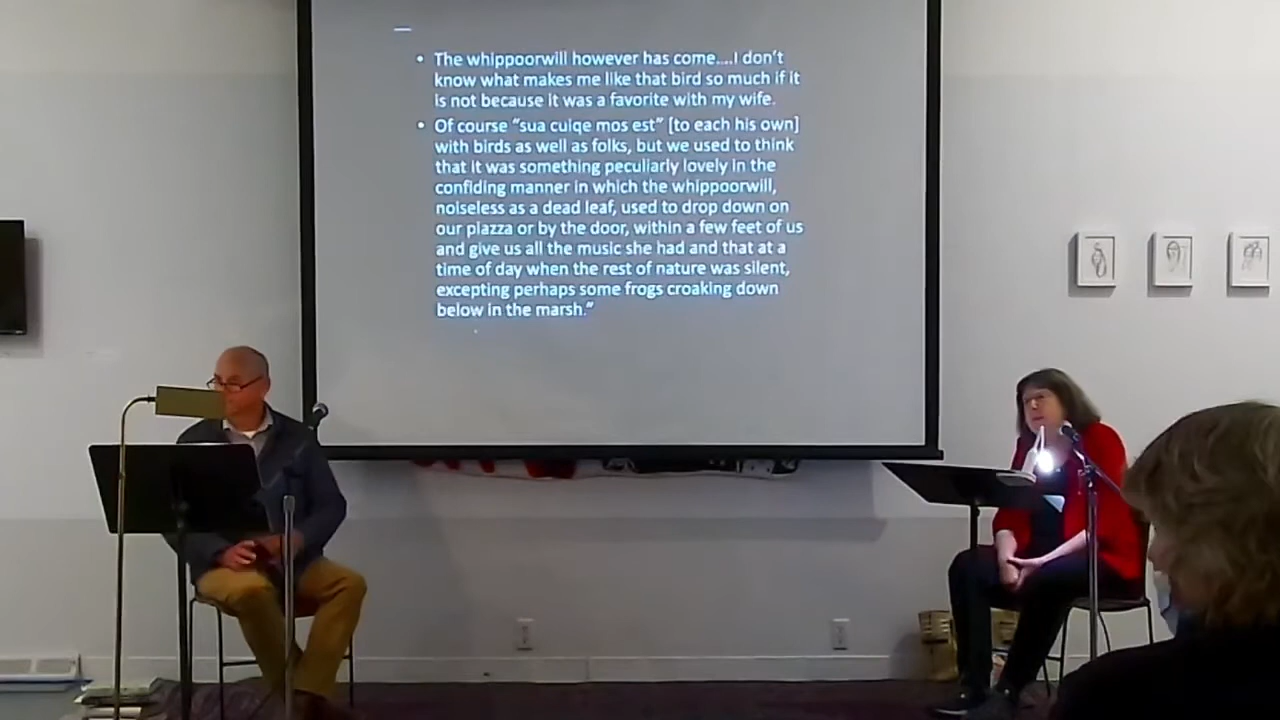 • The whippoorwill however has come....I don't
know what makes me like that bird so much if it
is not because it was a favorite with my wife.
• Of course “sua cuiqe mos est” [to each his own]
with birds as well as folks, but we used to think
that it was something peculiarly lovely in the
confiding manner in which the whippoorwill,
noiseless as a dead leaf, used to drop down on
our plazza or by the door, within a few feet of us
and give us all the music she had and that at a
time of day when the rest of nature was silent,
excepting perhaps some frogs croaking down
below in the marsh.”